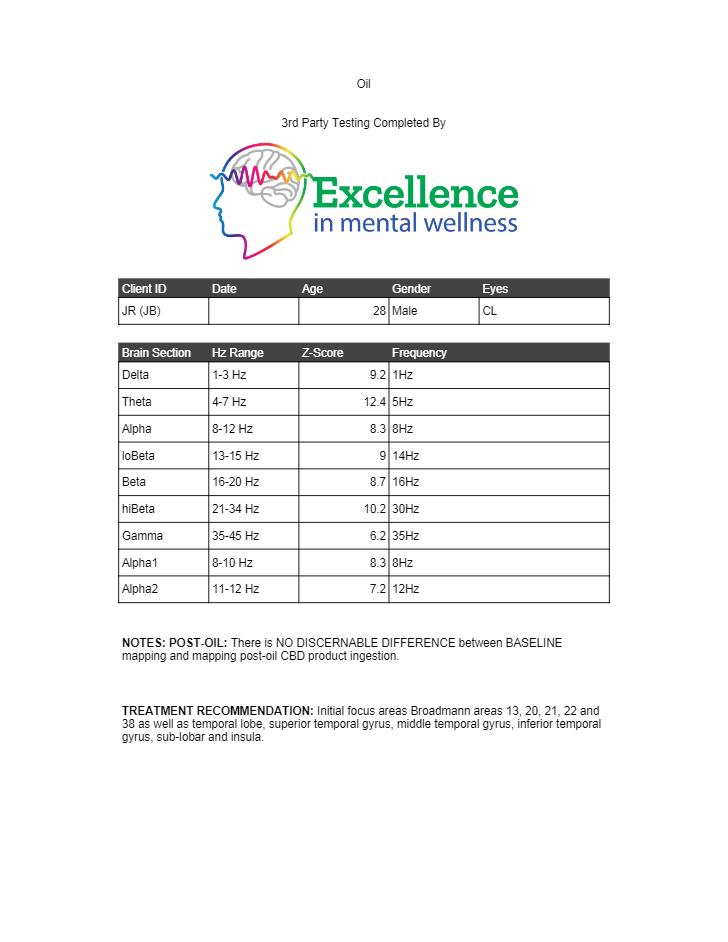 Oil
3rd Party Testing Completed By
Excellence
in mental wellness
Client ID Date Age Gender Eyes
JR (JB) 28 Male CL
Brain Section Hz Range Z-Score Frequency
Delta 1-3 Hz 9.2 1Hz
Theta 4-7 Hz 12.4 5Hz
Alpha 8-12 Hz 8.3 8Hz
loBeta 13-15 Hz 9 14Hz
Beta 16-20 Hz 8.7 16Hz
hiBeta 21-34 Hz 10.2 30Hz
Gamma 35-45 Hz 6.2 35Hz
Alpha1 8-10 Hz 8.3 8Hz
Alpha2 11-12 Hz 7.2 12Hz
NOTES: POST-OIL: There is NO DISCERNABLE DIFFERENCE between BASELINE
mapping and mapping post-oil CBD product ingestion.
TREATMENT RECOMMENDATION: Initial focus areas Broadmann areas 13, 20, 21, 22 and
38 as well as temporal lobe, superior temporal gyrus, middle temporal gyrus, inferior temporal
gyrus, sub-lobar and insula.